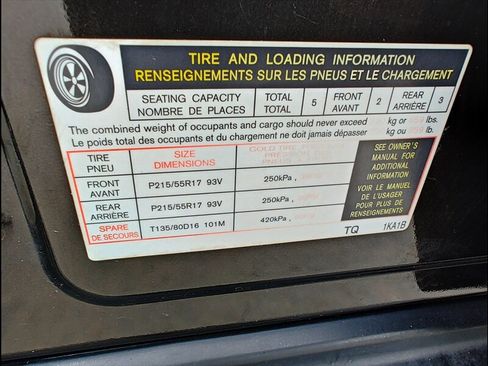 TIRE AND LOADING INFORMATION
RENSEIGNEMENTS SUR LES PNEUS ET LE CHARGEMENT
SEATING CAPACITY TOTAL 5 FRONT 2 REAR 3
NOMBRE DE PLACES TOTAL AVANT ARRIÈRE
The combined weight of occupants and cargo should never exceed kg or lbs.
Le poids total des occupants et du chargement ne doit jamais dépasser kg ou lb.
TIRE SIZE
PNEU DIMENSIONS
FRONT
AVANT P215/55R17 93V 250kPa,
REAR
ARRIÈRE P215/55R17 93V 250kPa,
SPARE
DE SECOURS T135/80D16 101M 420kPa,
SEE OWNER'S
MANUAL FOR
ADDITIONAL
INFORMATION
VOIR LE MANUEL
DE L'USAGER
POUR PLUS DE
RENSEIGNEMENTS
TQ 1KA1B